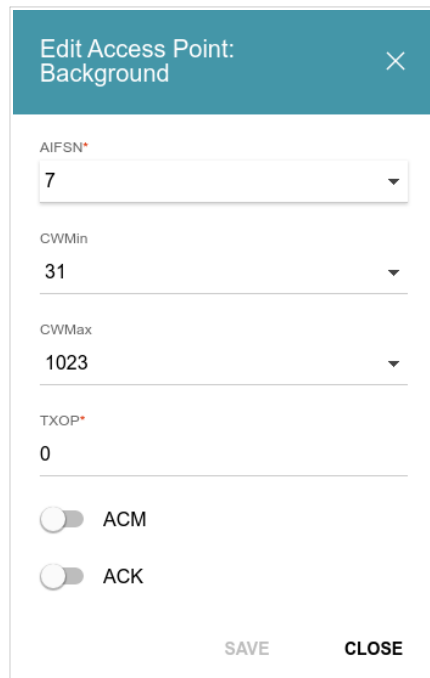 Edit Access Point:
Background
AIFSN*
7
CWMin
31
CWMax
1023
TXOP*
0
ACM
ACK
SAVE CLOSE